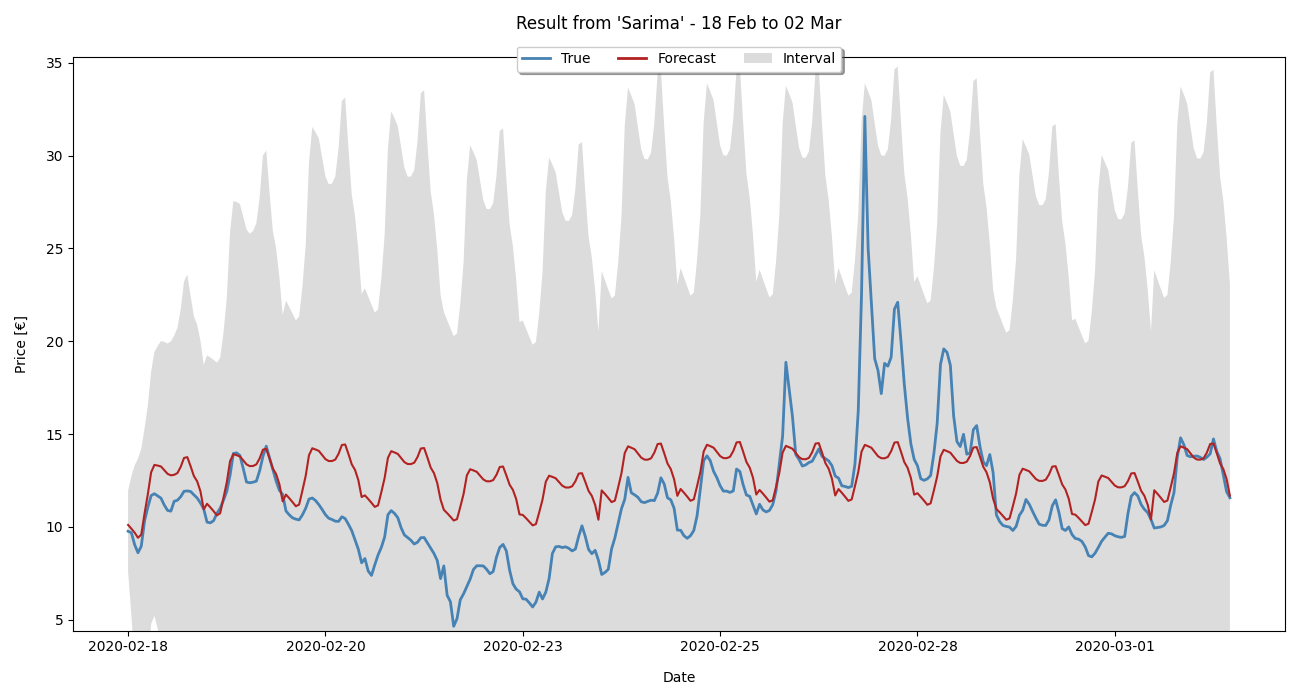 Result from 'Sarima' - 18 Feb to 02 Mar
True Forecast Interval
35
30
25
20
15
10
5
Price [€]
2020-02-18 2020-02-20 2020-02-23 2020-02-25 2020-02-28 2020-03-01
Date